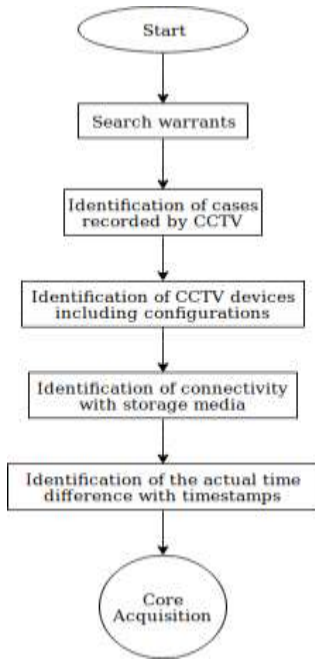 Start
Search warrants
Identification of cases
recorded by CCTV
Identification of CCTV devices
including configurations
Identification of connectivity
with storage media
Identification of the actual time
difference with timestamps
Core
Acquisition